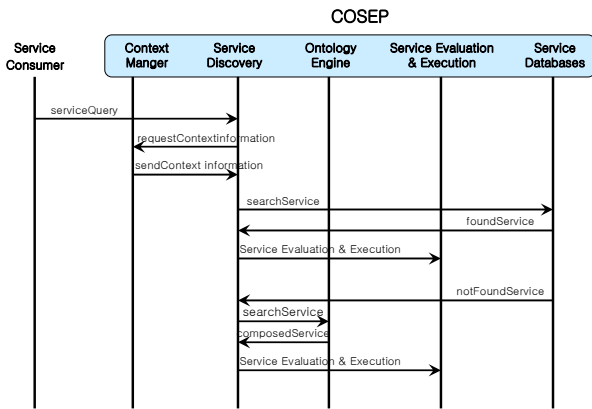 COSEP
Service
Consumer
Context
Manger
Service
Discovery
Ontology
Engine
Service Evaluation
& Execution
Service
Databases
serviceQuery
requestContextinformation
sendContext information
searchService
foundService
Service Evaluation & Execution
notFoundService
searchService
composedService
Service Evaluation & Execution